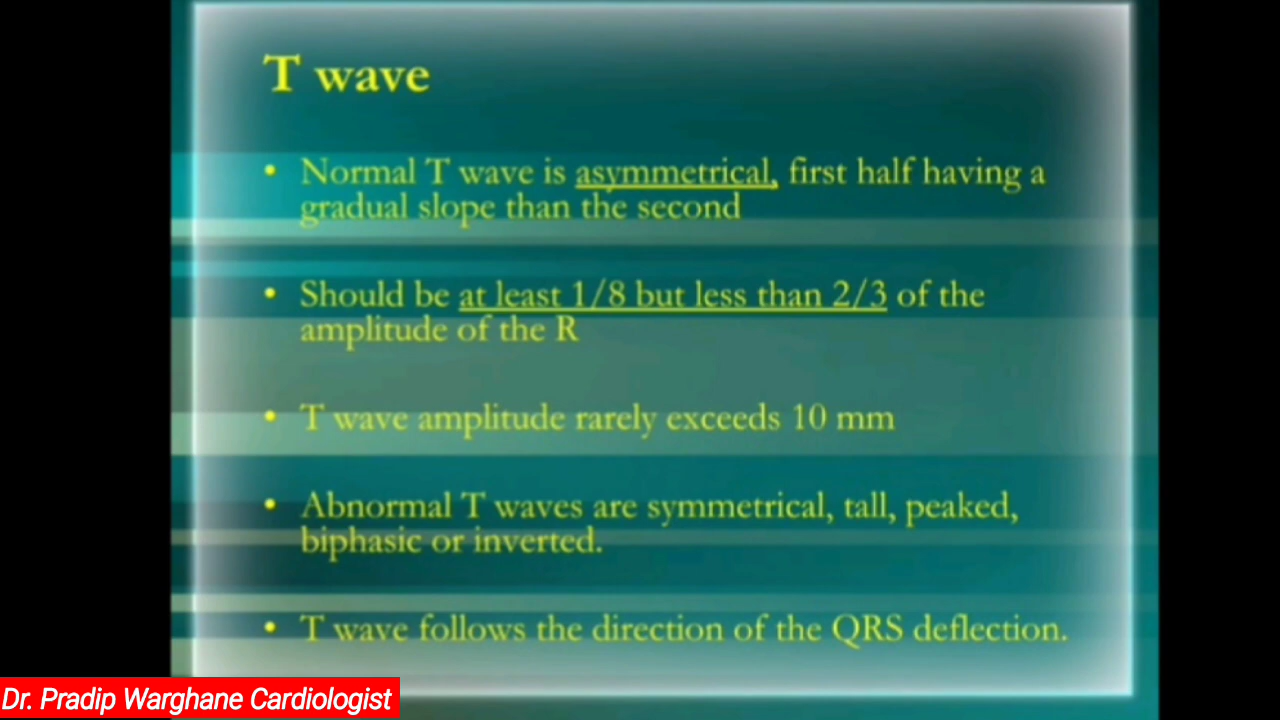 T wave
• Normal T wave is asymmetrical, first half having a
gradual slope than the second
• Should be at least 1/8 but less than 2/3 of the
amplitude of the R
• T wave amplitude rarely exceeds 10 mm
• Abnormal T waves are symmetrical, tall, peaked,
biphasic or inverted.
• T wave follows the direction of the QRS deflection.
Dr. Pradip Warghane Cardiologist